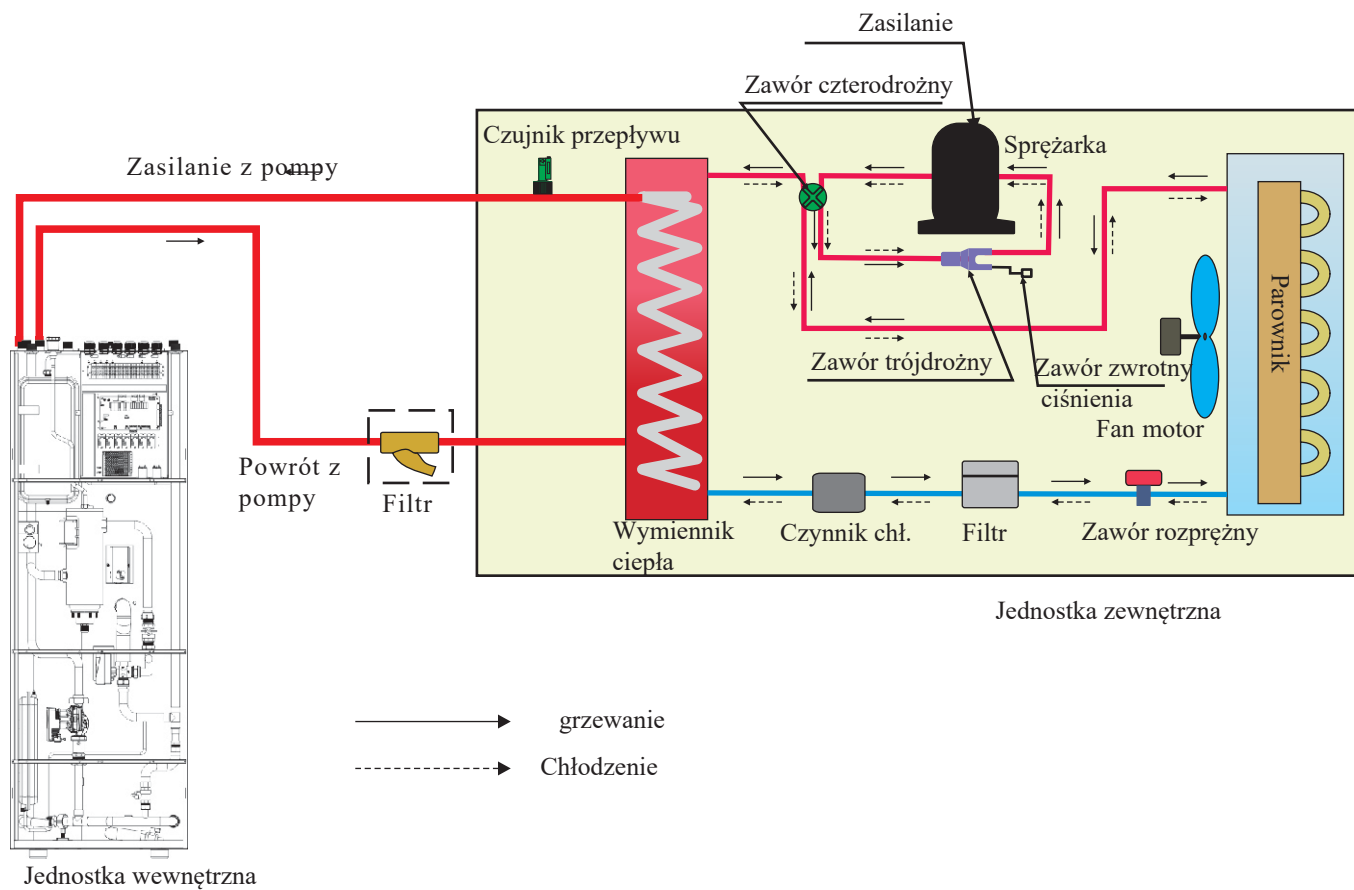 Zasilanie
Zawór czterodrożny
Czujnik przepływu
Sprężarka
Zasilanie z pompy
Parownik
Zawór trójdrożny
Zawór zwrotny
ciśnienia
Fan motor
Powrót z
pompy
Filtr
Wymiennik
ciepła
Czynnik chł.
Filtr
Zawór rozprężny
Jednostka zewnętrzna
grzewanie
Chłodzenie
Jednostka wewnętrzna